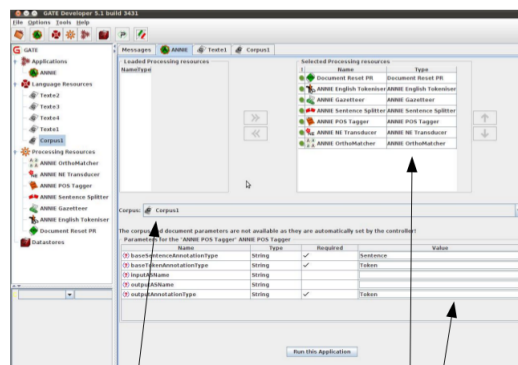 GATE Developer 5.1 build 3431
File Options Tools Help
GATE
Applications
ANNIE
Language Resources
Texte2
Texte3
Texte4
Texte1
Corpus1
Processing Resources
ANNIE OrthoMatcher
ANNIE NE Transducer
ANNIE POS Tagger
ANNIE Sentence Splitter
ANNIE Gazetteer
ANNIE English Tokeniser
Document Reset PR
Datastores
Messages ANNIE Texte1 Corpus1
Loaded Processing resources
Name Type
Selected Processing resources
! Name Type
Document Reset PR Document Reset PR
ANNIE English Tokeniser ANNIE English Tokeniser
ANNIE Gazetteer ANNIE Gazetteer
ANNIE Sentence Splitter ANNIE Sentence Splitter
ANNIE POS Tagger ANNIE POS Tagger
ANNIE NE Transducer ANNIE NE Transducer
ANNIE OrthoMatcher ANNIE OrthoMatcher
Corpus: Corpus1
The corpus and document parameters are not available as they are automatically set by the controller!
Parameters for the 'ANNIE POS Tagger' ANNIE POS Tagger
Name Type Required Value
(?) baseSentenceAnnotationType String ✓ Sentence
(?) baseTokenAnnotationType String ✓ Token
(?) inputASName String
(?) outputASName String
(?) outputAnnotationType String ✓ Token
Run this Application